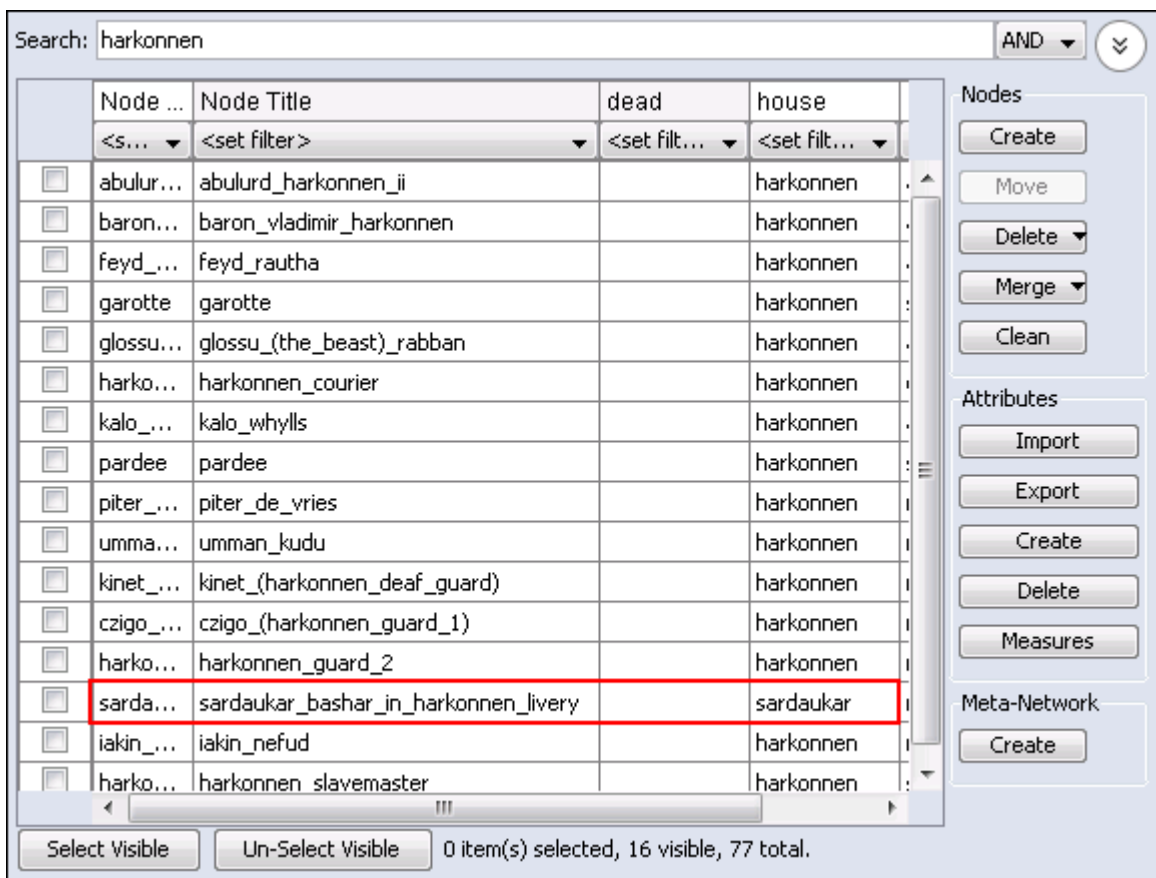 Search: harkonnen AND
Node ... Node Title dead house
<s... <set filter> <set filt... <set filt...
abulur... abulurd_harkonnen_ii harkonnen
baron... baron_vladimir_harkonnen harkonnen
feyd_... feyd_rautha harkonnen
garotte garotte harkonnen
glossu... glossu_(the_beast)_rabban harkonnen
harko... harkonnen_courier harkonnen
kalo_... kalo_whylls harkonnen
pardee pardee harkonnen
piter_... piter_de_vries harkonnen
umma... umman_kudu harkonnen
kinet_... kinet_(harkonnen_deaf_guard) harkonnen
czigo_... czigo_(harkonnen_guard_1) harkonnen
harko... harkonnen_guard_2 harkonnen
sarda... sardaukar_bashar_in_harkonnen_livery sardaukar
iakin_... iakin_nefud harkonnen
harko... harkonnen_slavemaster harkonnen
Nodes
Create
Move
Delete
Merge
Clean
Attributes
Import
Export
Create
Delete
Measures
Meta-Network
Create
Select Visible Un-Select Visible 0 item(s) selected, 16 visible, 77 total.